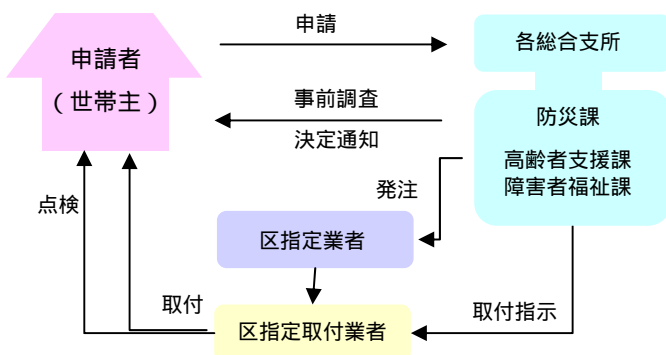 申請
各総合支所
申請者
（世帯主）
事前調査
決定通知
防災課
高齢者支援課
障害者福祉課
発注
点検
区指定業者
取付
取付指示
区指定取付業者